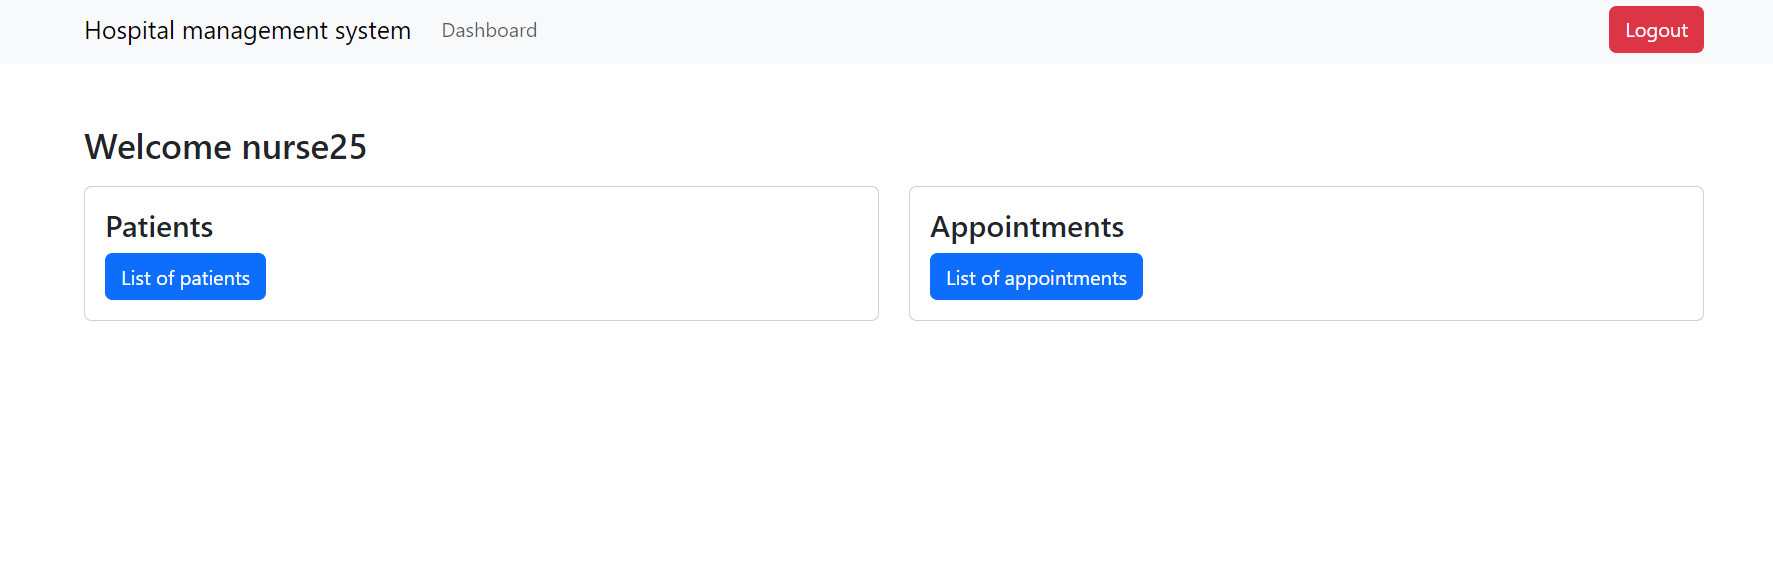 Hospital management system Dashboard Logout
Welcome nurse25
Patients
List of patients
Appointments
List of appointments